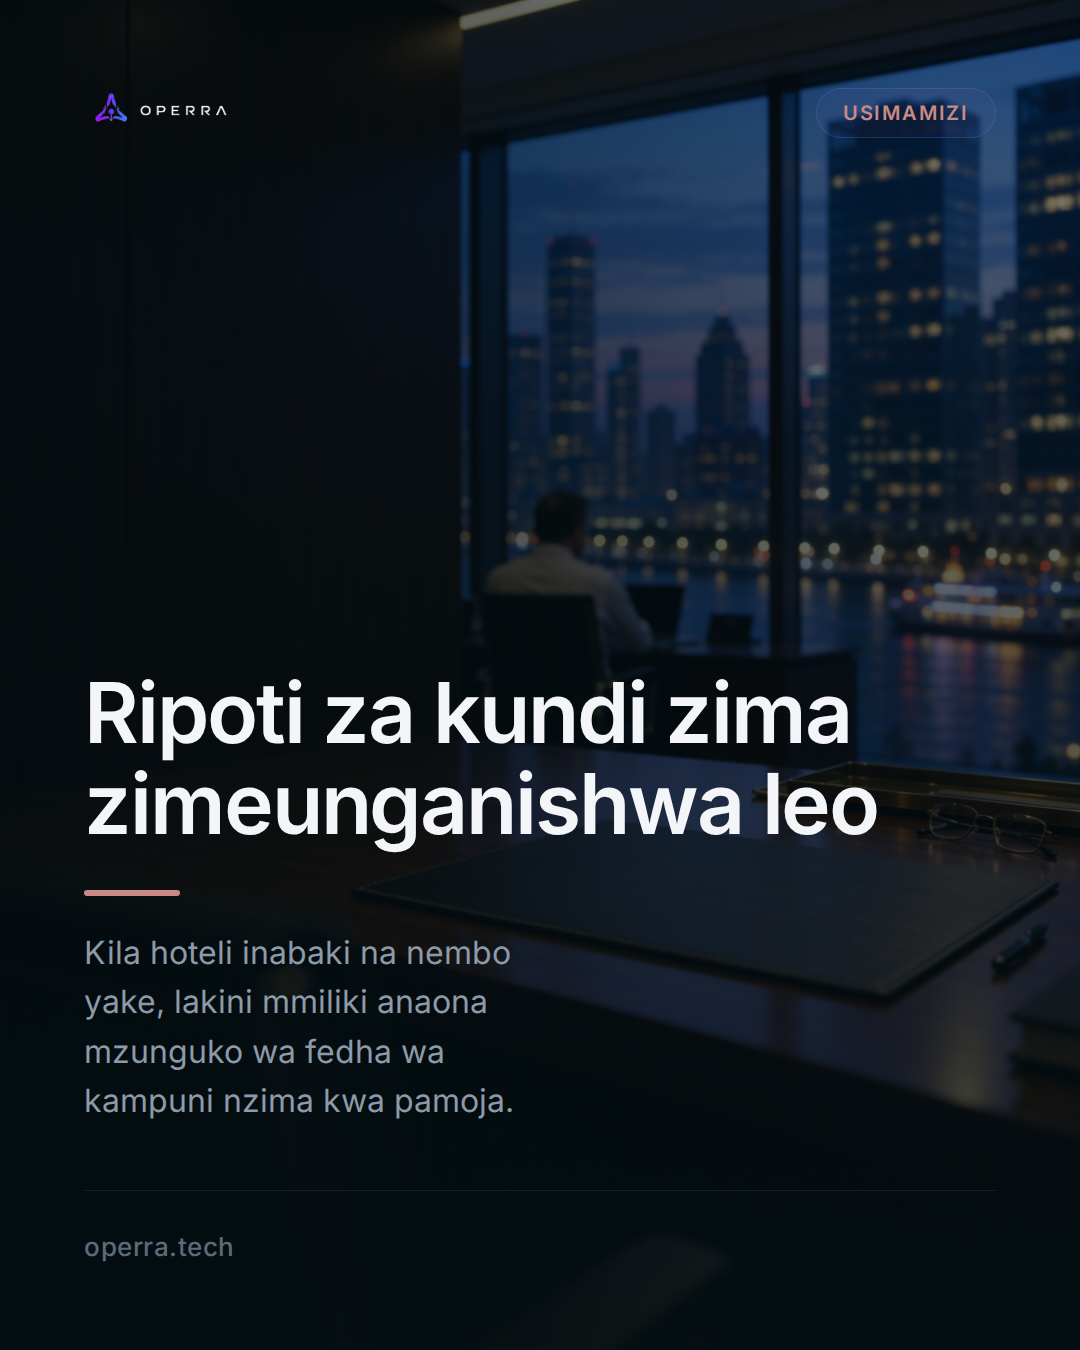 OPERRA
USIMAMIZI
Ripoti za kundi zima
zimeunganishwa leo
Kila hoteli inabaki na nembo
yake, lakini mmiliki anaona
mzunguko wa fedha wa
kampuni nzima kwa pamoja.
operra.tech